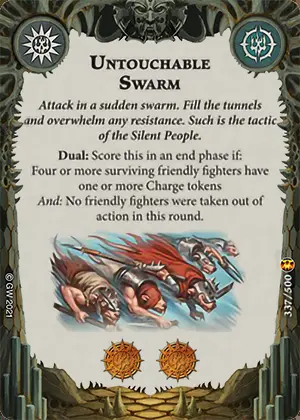 UNTOUCHABLE
SWARM
Attack in a sudden swarm. Fill the tunnels
and overwhelm any resistance. Such is the tactic
of the Silent People.
Dual: Score this in an end phase if:
Four or more surviving friendly fighters have
one or more Charge tokens
And: No friendly fighters were taken out of
action in this round.
© GW 2021
337/500